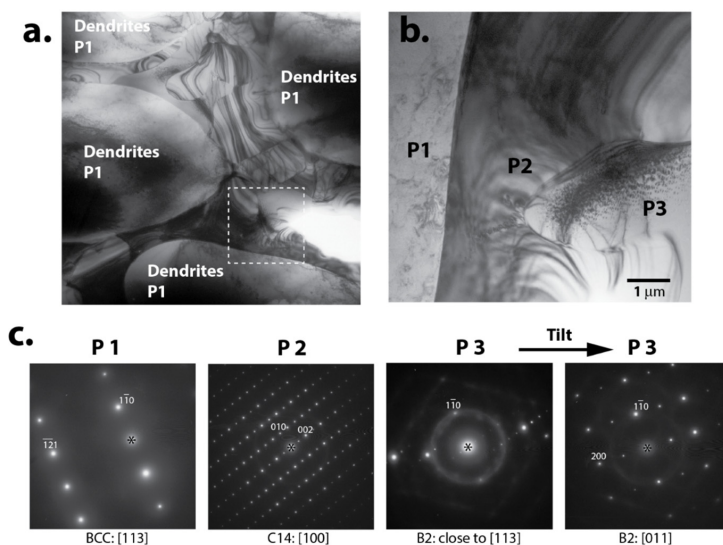 a.
Dendrites
P1
Dendrites
P1
Dendrites
P1
Dendrites
P1
b.
P1
P2
P3
1 μm
c.
P 1
P 2
P 3
Tilt
P 3
11̅0
1̅2̅1
*
BCC: [113]
010
002
*
C14: [100]
11̅0
*
B2: close to [113]
11̅0
200
*
B2: [011]